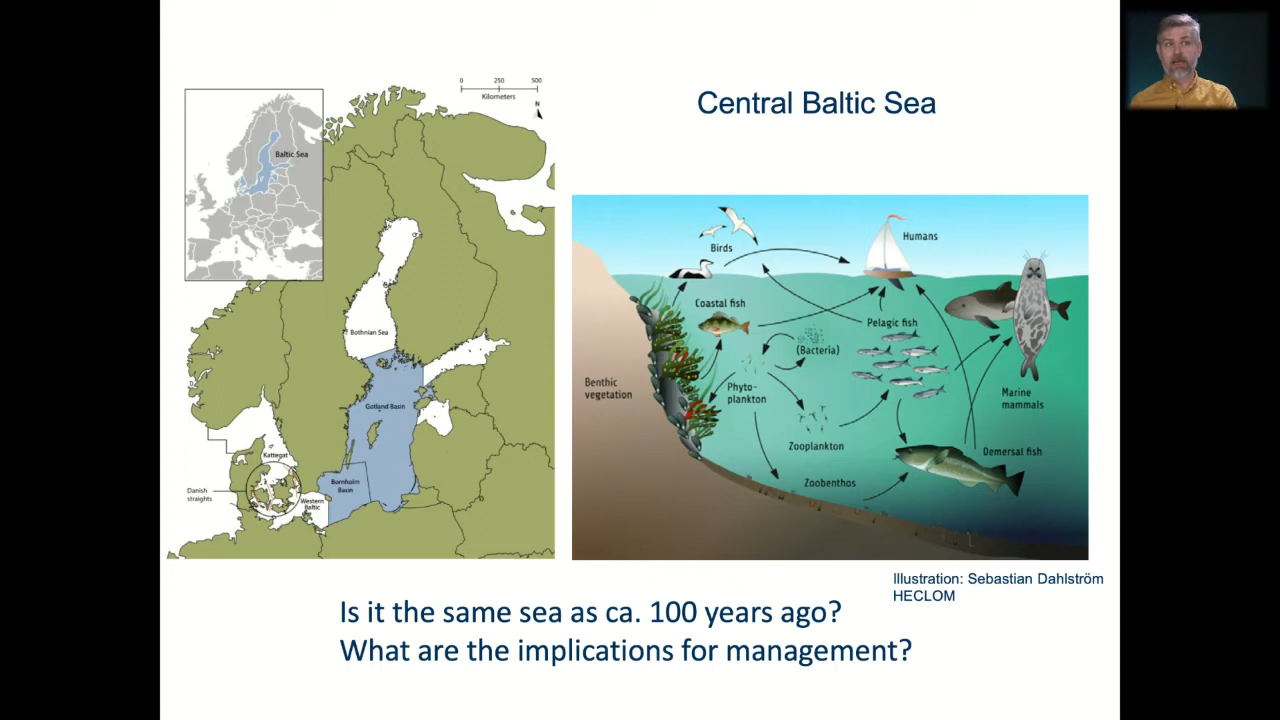 Central Baltic Sea
0 250 500
Kilometers
N
Baltic Sea
Bothnian Sea
Gotland Basin
Kattegat
Bornholm
Basin
Danish
straights
Western
Baltic
Birds
Humans
Coastal fish
Pelagic fish
(Bacteria)
Benthic
vegetation
Phyto-
plankton
Marine
mammals
Zooplankton
Demersal fish
Zoobenthos
Illustration: Sebastian Dahlström
HECLOM
Is it the same sea as ca. 100 years ago?
What are the implications for management?